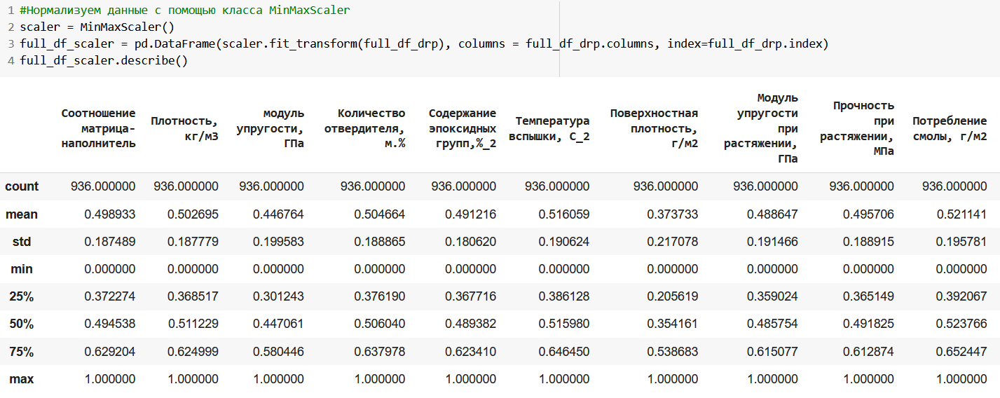 1 #Нормализуем данные с помощью класса MinMaxScaler
2 scaler = MinMaxScaler()
3 full_df_scaler = pd.DataFrame(scaler.fit_transform(full_df_drp), columns = full_df_drp.columns, index=full_df_drp.index)
4 full_df_scaler.describe()
Соотношение
матрица-
наполнитель
Плотность,
кг/м3
модуль
упругости,
ГПа
Количество
отвердителя,
м.%
Содержание
эпоксидных
групп,%_2
Температура
вспышки, С_2
Поверхностная
плотность,
г/м2
Модуль
упругости
при
растяжении,
ГПа
Прочность
при
растяжении,
МПа
Потребление
смолы, г/м2
count 936.000000 936.000000 936.000000 936.000000 936.000000 936.000000 936.000000 936.000000 936.000000 936.000000
mean 0.498933 0.502695 0.446764 0.504664 0.491216 0.516059 0.373733 0.488647 0.495706 0.521141
std 0.187489 0.187779 0.199583 0.188865 0.180620 0.190624 0.217078 0.191466 0.188915 0.195781
min 0.000000 0.000000 0.000000 0.000000 0.000000 0.000000 0.000000 0.000000 0.000000 0.000000
25% 0.372274 0.368517 0.301243 0.376190 0.367716 0.386128 0.205619 0.359024 0.365149 0.392067
50% 0.494538 0.511229 0.447061 0.506040 0.489382 0.515980 0.354161 0.485754 0.491825 0.523766
75% 0.629204 0.624999 0.580446 0.637978 0.623410 0.646450 0.538683 0.615077 0.612874 0.652447
max 1.000000 1.000000 1.000000 1.000000 1.000000 1.000000 1.000000 1.000000 1.000000 1.000000